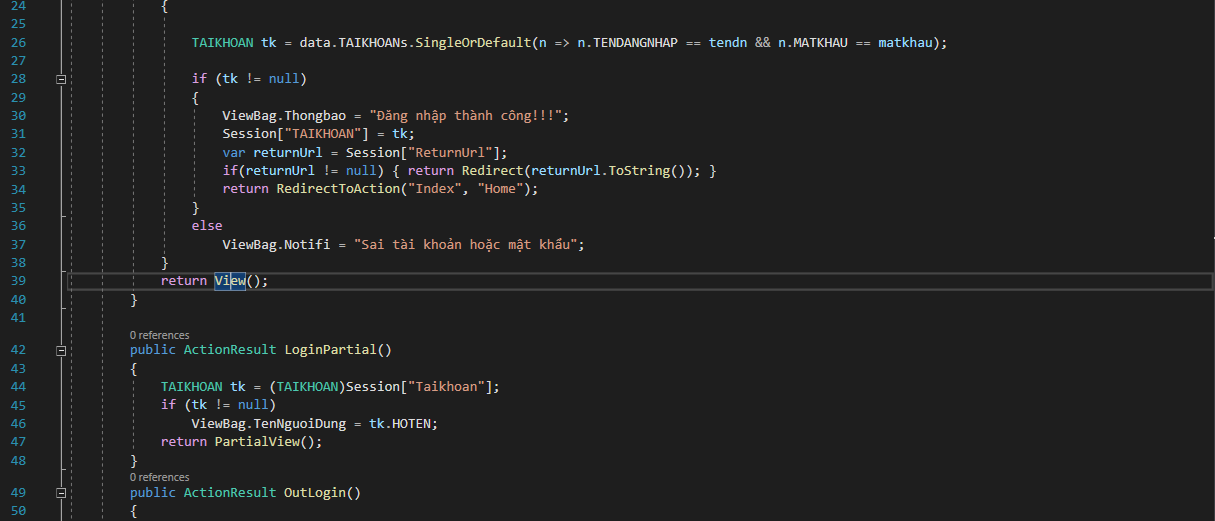 24 {
25
26 TAIKHOAN tk = data.TAIKHOANs.SingleOrDefault(n => n.TENDANGNHAP == tendn && n.MATKHAU == matkhau);
27
28 if (tk != null)
29 {
30 ViewBag.Thongbao = "Đăng nhập thành công!!!";
31 Session["TAIKHOAN"] = tk;
32 var returnUrl = Session["ReturnUrl"];
33 if(returnUrl != null) { return Redirect(returnUrl.ToString()); }
34 return RedirectToAction("Index", "Home");
35 }
36 else
37 ViewBag.Notifi = "Sai tài khoản hoặc mật khẩu";
38 }
39 return View();
40 }
41
0 references
42 public ActionResult LoginPartial()
43 {
44 TAIKHOAN tk = (TAIKHOAN)Session["Taikhoan"];
45 if (tk != null)
46 ViewBag.TenNguoiDung = tk.HOTEN;
47 return PartialView();
48 }
0 references
49 public ActionResult OutLogin()
50 {